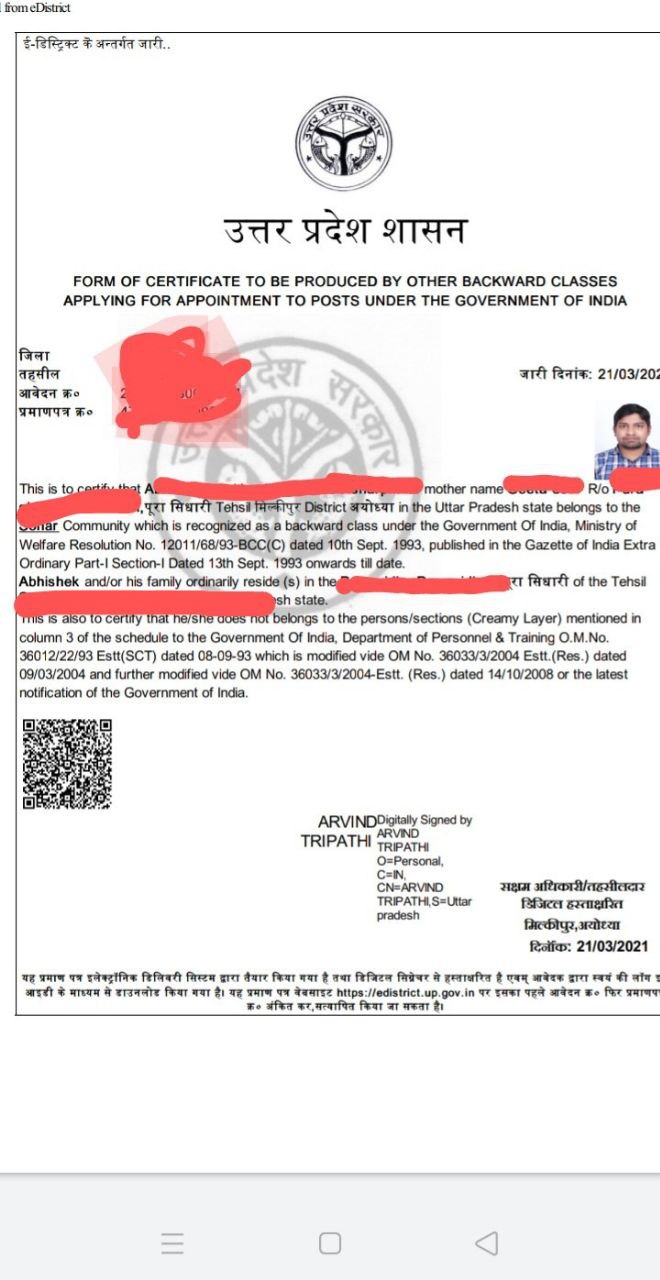 from eDistrict
ई-डिस्ट्रिक्ट के अन्तर्गत जारी..
उत्तर प्रदेश सरकार
उत्तर प्रदेश शासन
FORM OF CERTIFICATE TO BE PRODUCED BY OTHER BACKWARD CLASSES
APPLYING FOR APPOINTMENT TO POSTS UNDER THE GOVERNMENT OF INDIA
जिला
तहसील
जारी दिनांक: 21/03/202
आवेदन क्र०
प्रमाणपत्र क्र०
प्रदेश सरकार
This is to certify that mother name R/o
,पूरा सिधारी Tehsil मिल्कीपुर District अयोध्या in the Uttar Pradesh state belongs to the
Community which is recognized as a backward class under the Government Of India, Ministry of
Welfare Resolution No. 12011/68/93-BCC(C) dated 10th Sept. 1993, published in the Gazette of India Extra
Ordinary Part-I Section-I Dated 13th Sept. 1993 onwards till date.
Abhishek and/or his family ordinarily reside (s) in the सिधारी of the Tehsil
state.
This is also to certify that he/she does not belongs to the persons/sections (Creamy Layer) mentioned in
column 3 of the schedule to the Government Of India, Department of Personnel & Training O.M.No.
36012/22/93 Estt(SCT) dated 08-09-93 which is modified vide OM No. 36033/3/2004 Estt.(Res.) dated
09/03/2004 and further modified vide OM No. 36033/3/2004-Estt. (Res.) dated 14/10/2008 or the latest
notification of the Government of India.
ARVIND
TRIPATHI
Digitally Signed by
ARVIND
TRIPATHI
O=Personal,
C=IN,
CN=ARVIND
TRIPATHI,S=Uttar
pradesh
सक्षम अधिकारी/तहसीलदार
डिजिटल हस्ताक्षरित
मिल्कीपुर,अयोध्या
दिनाँक: 21/03/2021
यह प्रमाण पत्र इलेक्ट्रॉनिक डिलिवरी सिस्टम द्वारा तैयार किया गया है तथा डिजिटल सिग्नेचर से हस्ताक्षरित है एवम् आवेदक द्वारा स्वयं की लॉग इ
आइडी के माध्यम से डाउनलोड किया गया है। यह प्रमाण पत्र वेबसाइट https://edistrict.up.gov.in पर इसका पहले आवेदन क्र० फिर प्रमाणप
क्र० अंकित कर,सत्यापित किया जा सकता है।